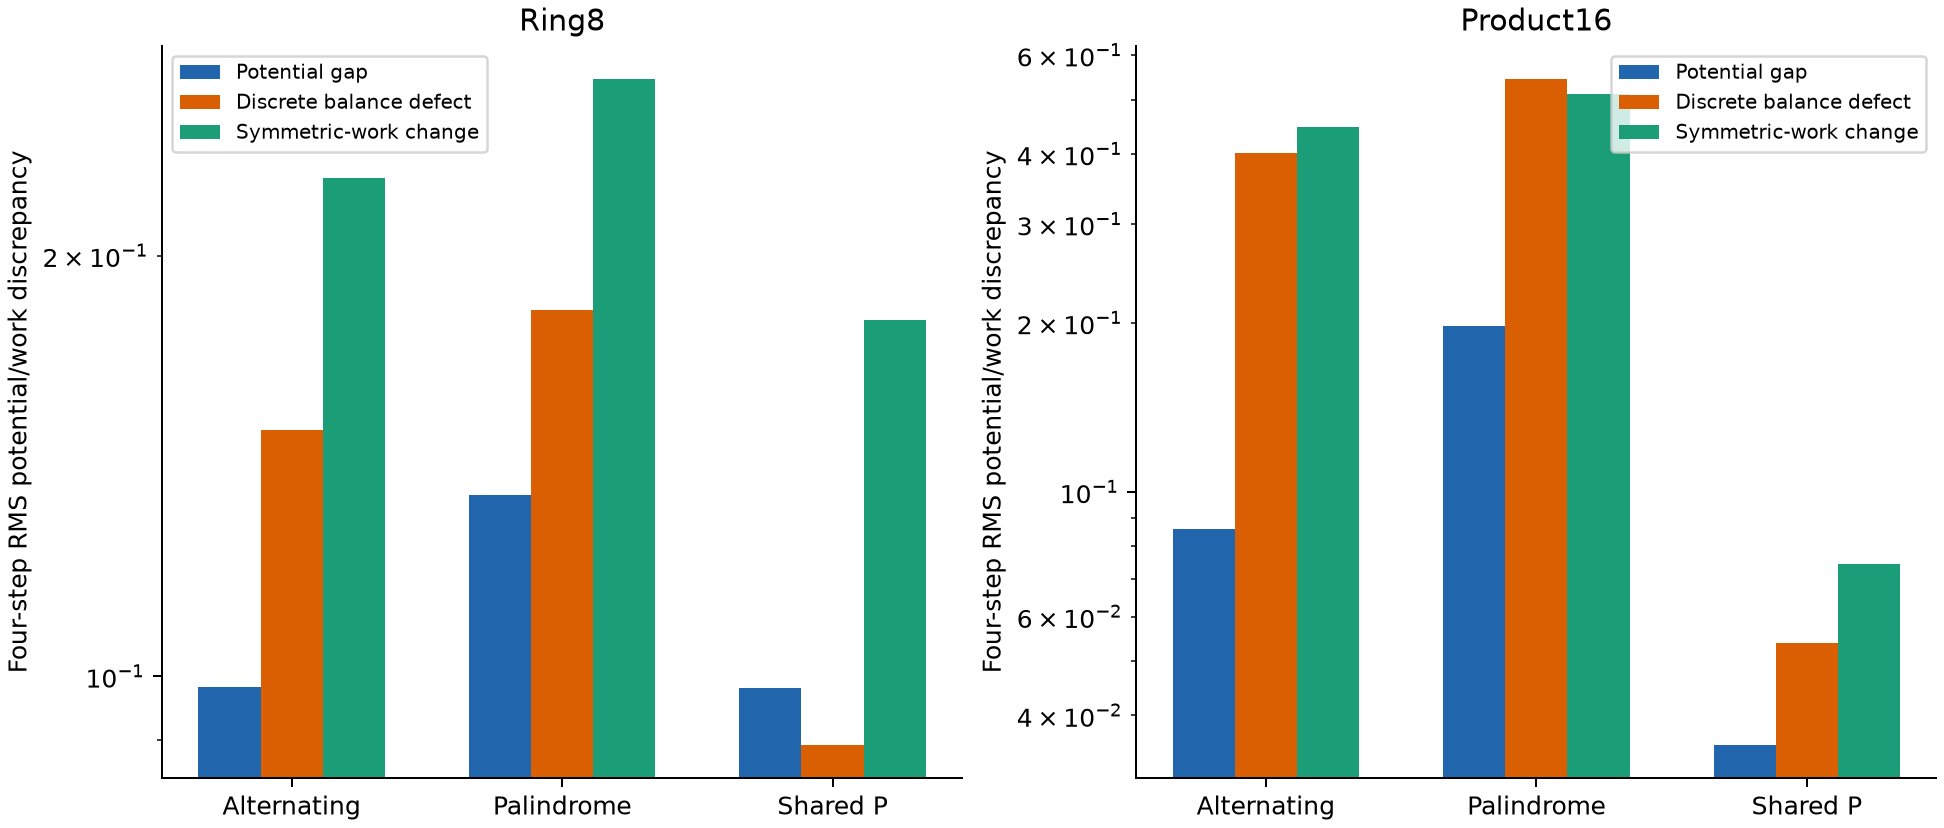 Ring8
Four-step RMS potential/work discrepancy
2 × 10⁻¹
10⁻¹
Potential gap
Discrete balance defect
Symmetric-work change
Alternating
Palindrome
Shared P
Product16
Four-step RMS potential/work discrepancy
6 × 10⁻¹
4 × 10⁻¹
3 × 10⁻¹
2 × 10⁻¹
10⁻¹
6 × 10⁻²
4 × 10⁻²
Potential gap
Discrete balance defect
Symmetric-work change
Alternating
Palindrome
Shared P